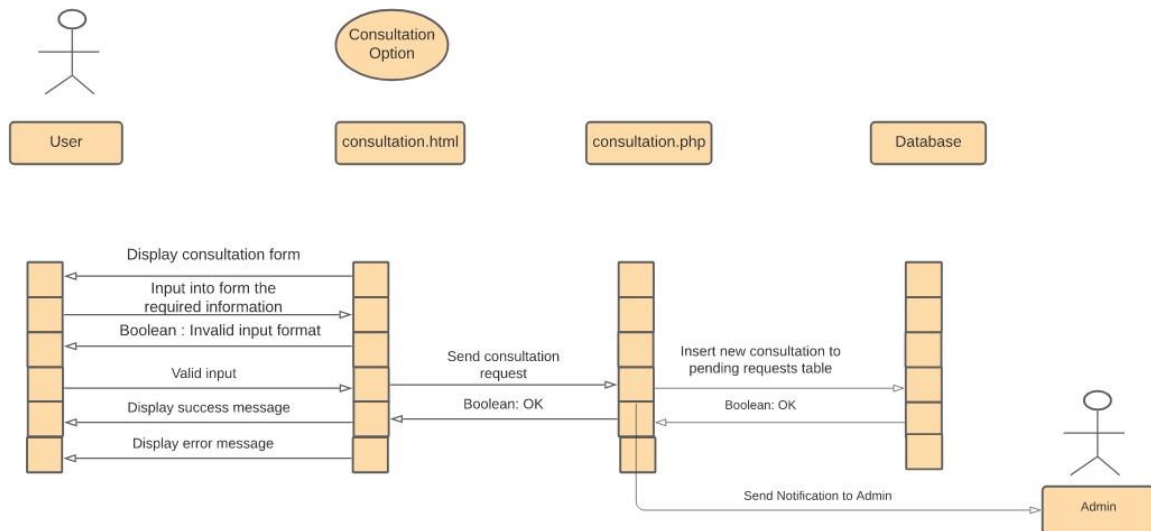 Consultation
Option
User
consultation.html
consultation.php
Database
Display consultation form
Input into form the
required information
Boolean : Invalid input format
Send consultation
request
Insert new consultation to
pending requests table
Valid input
Display success message
Boolean: OK
Boolean: OK
Display error message
Send Notification to Admin
Admin